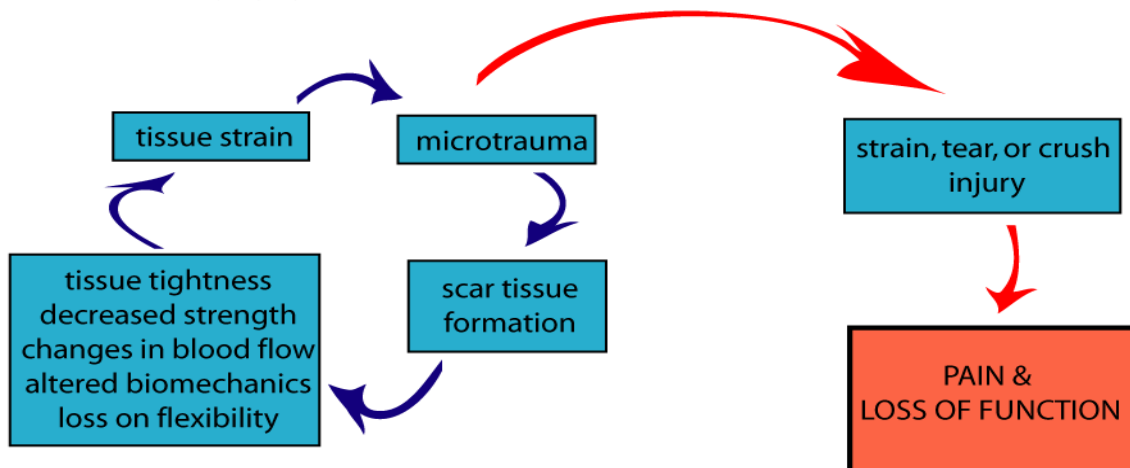 tissue strain
microtrauma
strain, tear, or crush
injury
tissue tightness
decreased strength
changes in blood flow
altered biomechanics
loss on flexibility
scar tissue
formation
PAIN &
LOSS OF FUNCTION